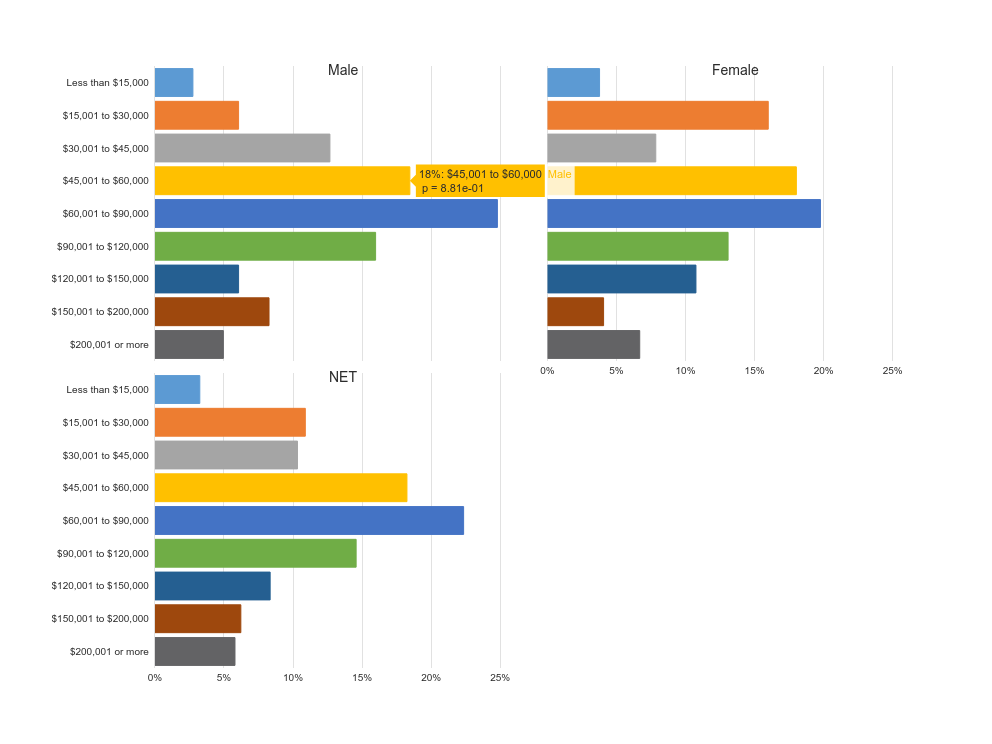 Male
Female
Less than $15,000
$15,001 to $30,000
$30,001 to $45,000
$45,001 to $60,000
18%: $45,001 to $60,000 Male
p = 8.81e-01
$60,001 to $90,000
$90,001 to $120,000
$120,001 to $150,000
$150,001 to $200,000
$200,001 or more
0% 5% 10% 15% 20% 25%
NET
Less than $15,000
$15,001 to $30,000
$30,001 to $45,000
$45,001 to $60,000
$60,001 to $90,000
$90,001 to $120,000
$120,001 to $150,000
$150,001 to $200,000
$200,001 or more
0% 5% 10% 15% 20% 25%